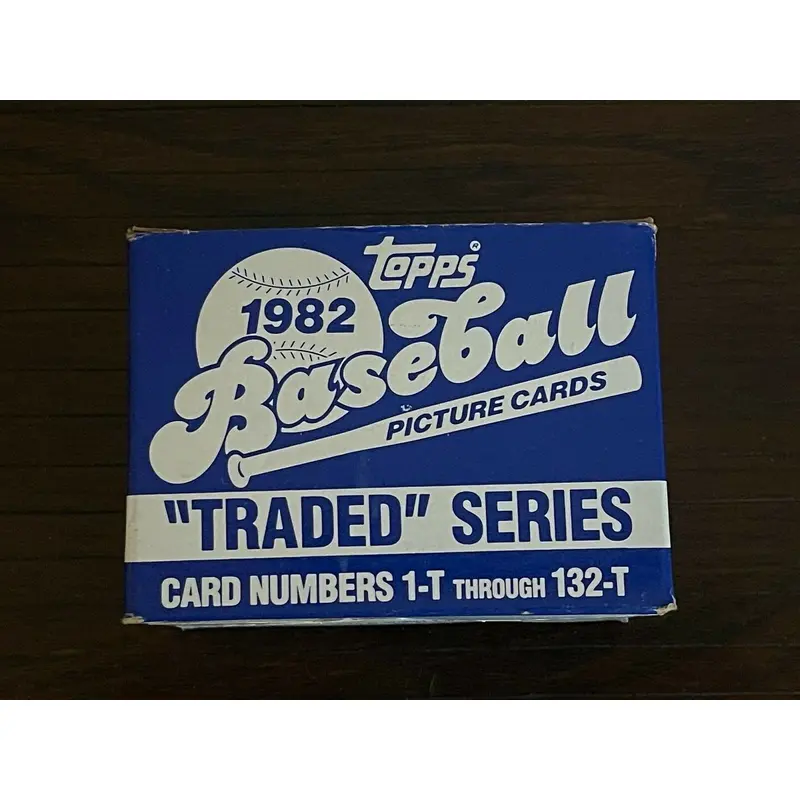 Topps®
1982
Baseball
PICTURE CARDS
"TRADED" SERIES
CARD NUMBERS 1-T THROUGH 132-T